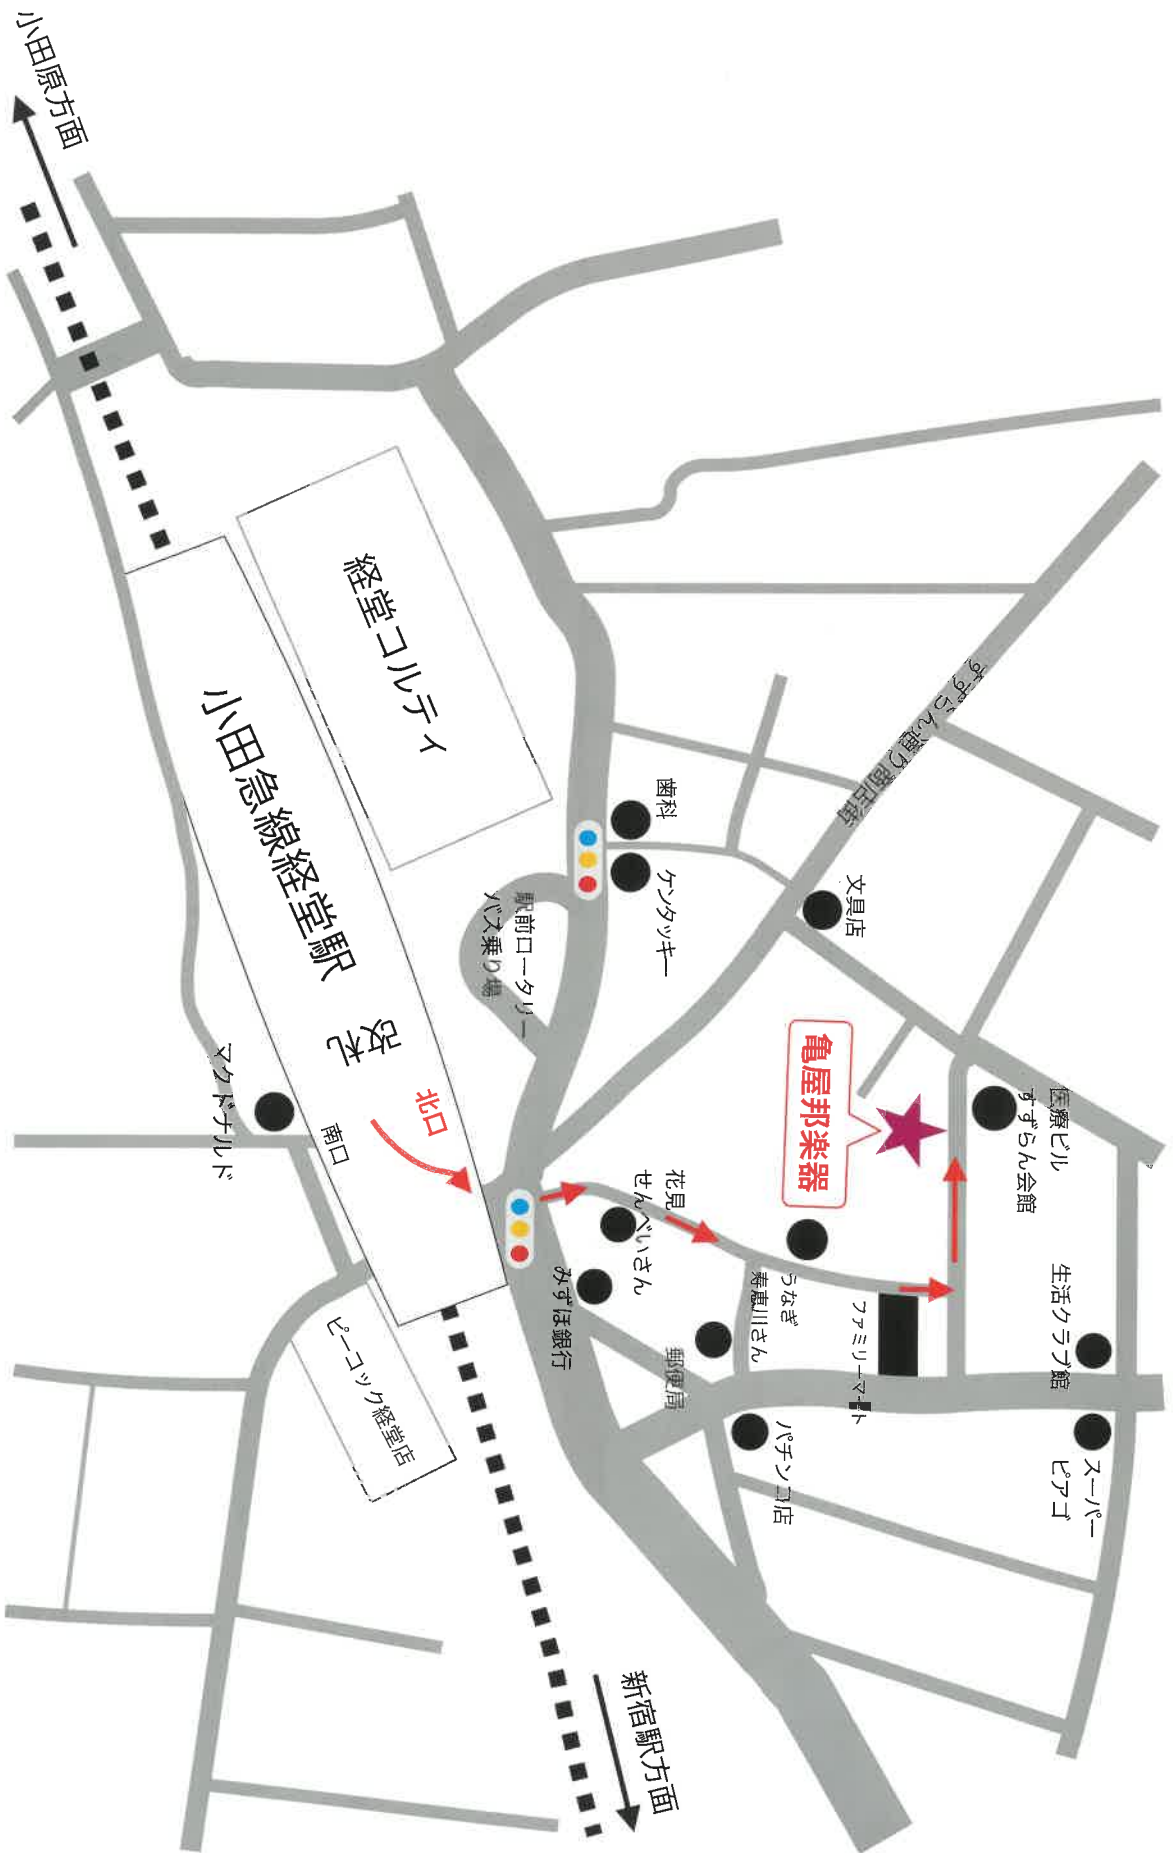 小田原方面
経堂コルティ
小田急線経堂駅
改札
北口
南口
マクドナルド
ピーコック経堂店
新宿駅方面
駅前ロータリー
バス乗り場
歯科
ケンタッキー
すずらん通り商店街
文具店
亀屋邦楽器
医療ビル
すずらん会館
花見
せんべいさん
みずほ銀行
うなぎ
寿恵川さん
郵便局
ファミリーマート
パチンコ店
生活クラブ館
スーパー
ピアゴ